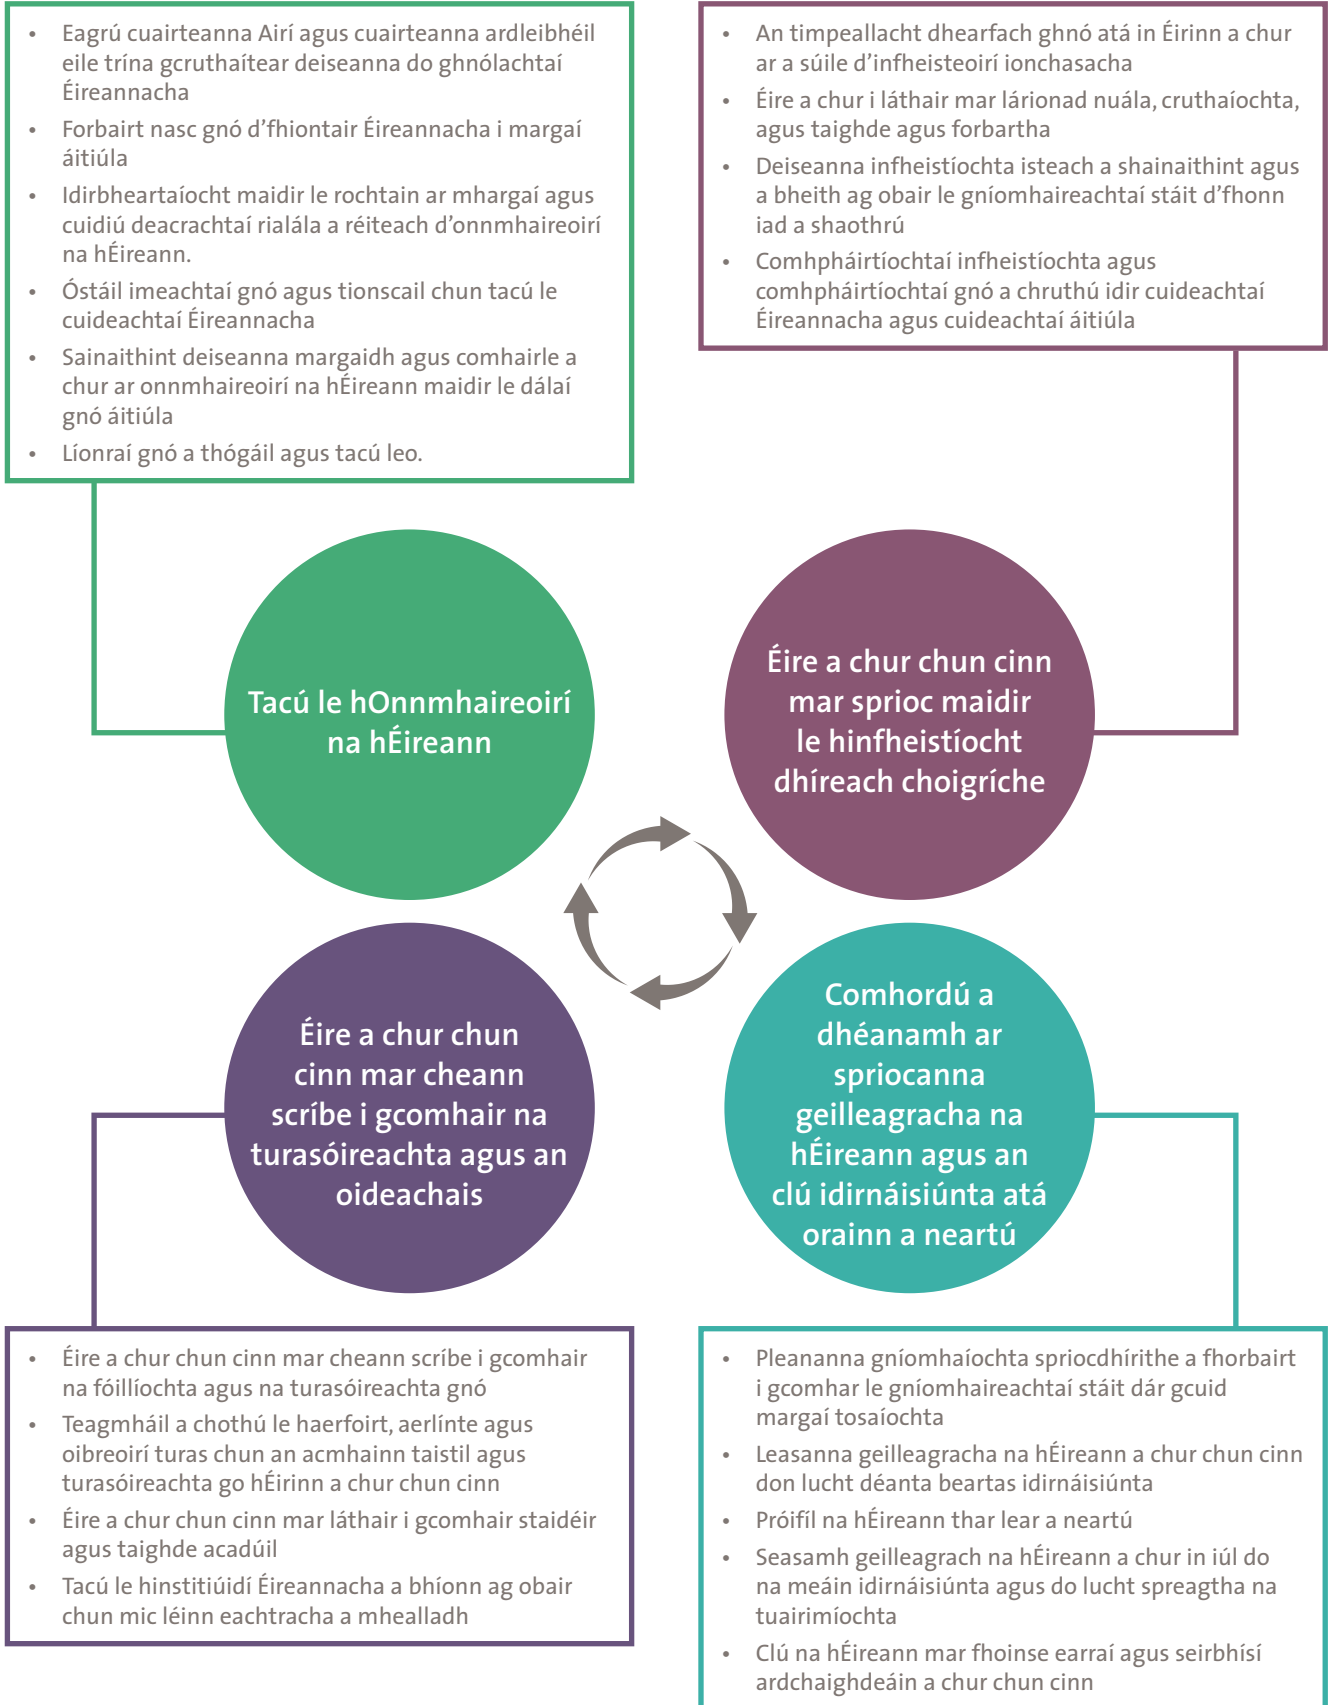 • Eagrú cuairteanna Airí agus cuairteanna ardleibhéil
eile trína gcruthaítear deiseanna do ghnólachtaí
Éireannacha
• Forbairt nasc gnó d'fhiontair Éireannacha i margaí
áitiúla
• Idirbheartaíocht maidir le rochtain ar mhargaí agus
cuidiú deacrachtaí rialála a réiteach d'onnmhaireoirí
na hÉireann.
• Óstáil imeachtaí gnó agus tionscail chun tacú le
cuideachtaí Éireannacha
• Sainaithint deiseanna margaidh agus comhairle a
chur ar onnmhaireoirí na hÉireann maidir le dálaí
gnó áitiúla
• Líonraí gnó a thógáil agus tacú leo.
• An timpeallacht dhearfach ghnó atá in Éirinn a chur
ar a súile d'infheisteoirí ionchasacha
• Éire a chur i láthair mar lárionad nuála, cruthaíochta,
agus taighde agus forbartha
• Deiseanna infheistíochta isteach a shainaithint agus
a bheith ag obair le gníomhaireachtaí stáit d'fhonn
iad a shaothrú
• Comhpháirtíochtaí infheistíochta agus
comhpháirtíochtaí gnó a chruthú idir cuideachtaí
Éireannacha agus cuideachtaí áitiúla
Tacú le hOnnmhaireoirí
na hÉireann
Éire a chur chun cinn
mar sprioc maidir
le hinfheistíocht
dhíreach choigríche
Éire a chur chun
cinn mar cheann
scríbe i gcomhair na
turasóireachta agus an
oideachais
Comhordú a
dhéanamh ar
spriocanna
geilleagracha na
hÉireann agus an
clú idirnáisiúnta atá
orainn a neartú
• Éire a chur chun cinn mar cheann scríbe i gcomhair
na fóillíochta agus na turasóireachta gnó
• Teagmháil a chothú le haerfoirt, aerlínte agus
oibreoirí turas chun an acmhainn taistil agus
turasóireachta go hÉirinn a chur chun cinn
• Éire a chur chun cinn mar láthair i gcomhair staidéir
agus taighde acadúil
• Tacú le hinstitiúidí Éireannacha a bhíonn ag obair
chun mic léinn eachtracha a mhealladh
• Pleananna gníomhaíochta spriocdhírithe a fhorbairt
i gcomhar le gníomhaireachtaí stáit dár gcuid
margaí tosaíochta
• Leasanna geilleagracha na hÉireann a chur chun cinn
don lucht déanta beartas idirnáisiúnta
• Próifíl na hÉireann thar lear a neartú
• Seasamh geilleagrach na hÉireann a chur in iúl do
na meáin idirnáisiúnta agus do lucht spreagtha na
tuairimíochta
• Clú na hÉireann mar fhoinse earraí agus seirbhísí
ardchaighdeáin a chur chun cinn